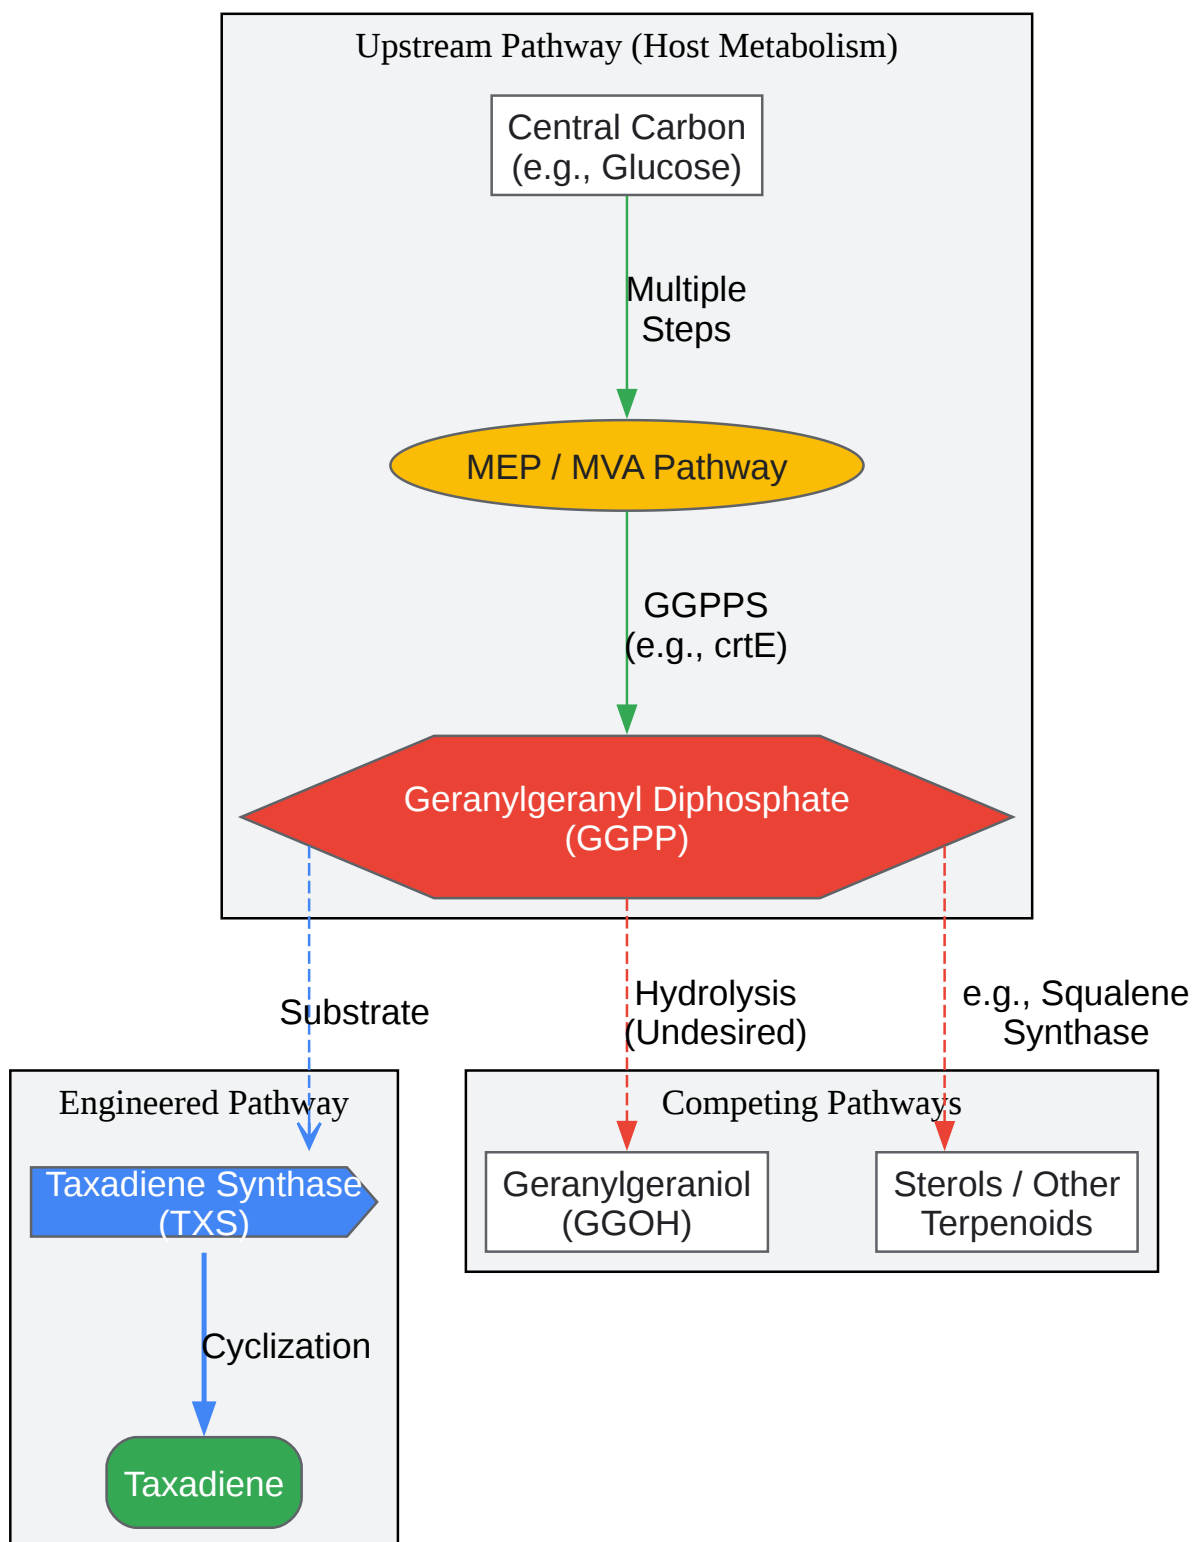 Upstream Pathway (Host Metabolism)
Central Carbon
(e.g., Glucose)
Multiple
Steps
MEP / MVA Pathway
GGPPS
(e.g., crtE)
Geranylgeranyl Diphosphate
(GGPP)
Substrate
Hydrolysis
(Undesired)
e.g., Squalene
Synthase
Engineered Pathway
Taxadiene Synthase
(TXS)
Cyclization
Taxadiene
Competing Pathways
Geranylgeraniol
(GGOH)
Sterols / Other
Terpenoids